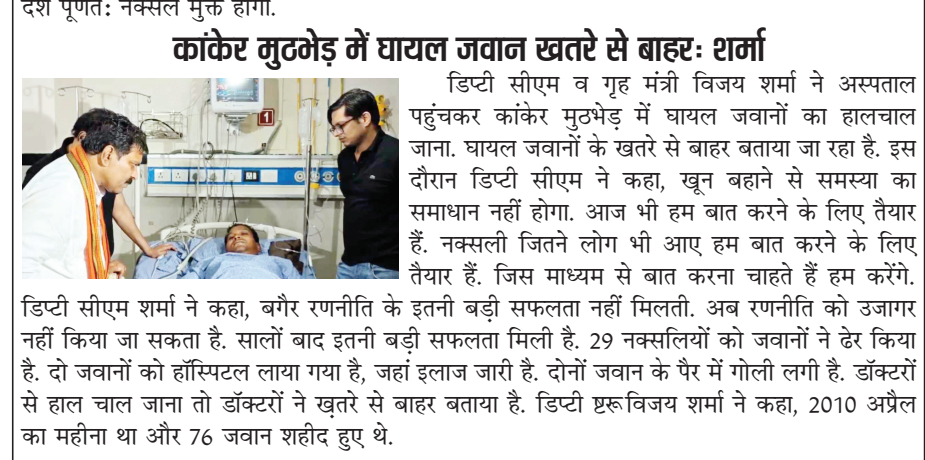 देश पूर्णतः नक्सल मुक्त होगा.
कांकेर मुठभेड़ में घायल जवान खतरे से बाहरः शर्मा
1
डिप्टी सीएम व गृह मंत्री विजय शर्मा ने अस्पताल
पहुंचकर कांकेर मुठभेड़ में घायल जवानों का हालचाल
जाना. घायल जवानों के खतरे से बाहर बताया जा रहा है. इस
दौरान डिप्टी सीएम ने कहा, खून बहाने से समस्या का
समाधान नहीं होगा. आज भी हम बात करने के लिए तैयार
हैं. नक्सली जितने लोग भी आए हम बात करने के लिए
तैयार हैं. जिस माध्यम से बात करना चाहते हैं हम करेंगे.
डिप्टी सीएम शर्मा ने कहा, बगैर रणनीति के इतनी बड़ी सफलता नहीं मिलती. अब रणनीति को उजागर
नहीं किया जा सकता है. सालों बाद इतनी बड़ी सफलता मिली है. 29 नक्सलियों को जवानों ने ढेर किया
है. दो जवानों को हॉस्पिटल लाया गया है, जहां इलाज जारी है. दोनों जवान के पैर में गोली लगी है. डॉक्टरों
से हाल चाल जाना तो डॉक्टरों ने ख़तरे से बाहर बताया है. डिप्टी ष्टरूविजय शर्मा ने कहा, 2010 अप्रैल
का महीना था और 76 जवान शहीद हुए थे.